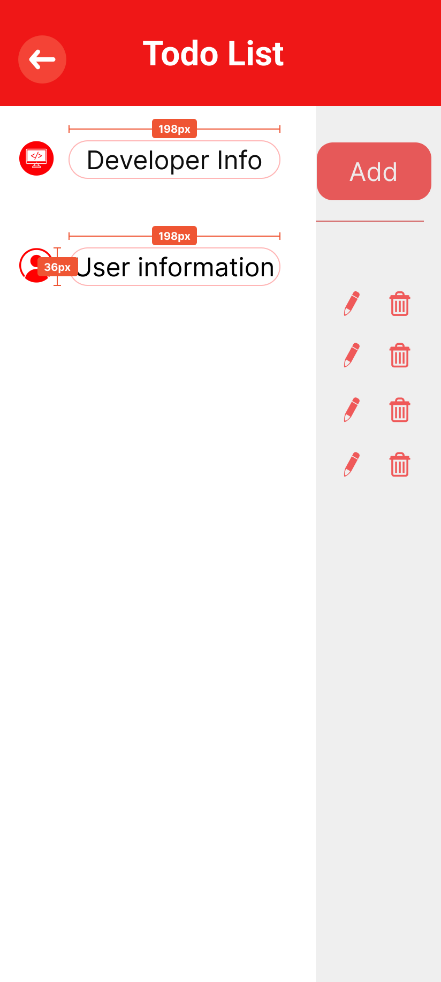 Todo List
198px
Developer Info
Add
198px
36px
User information